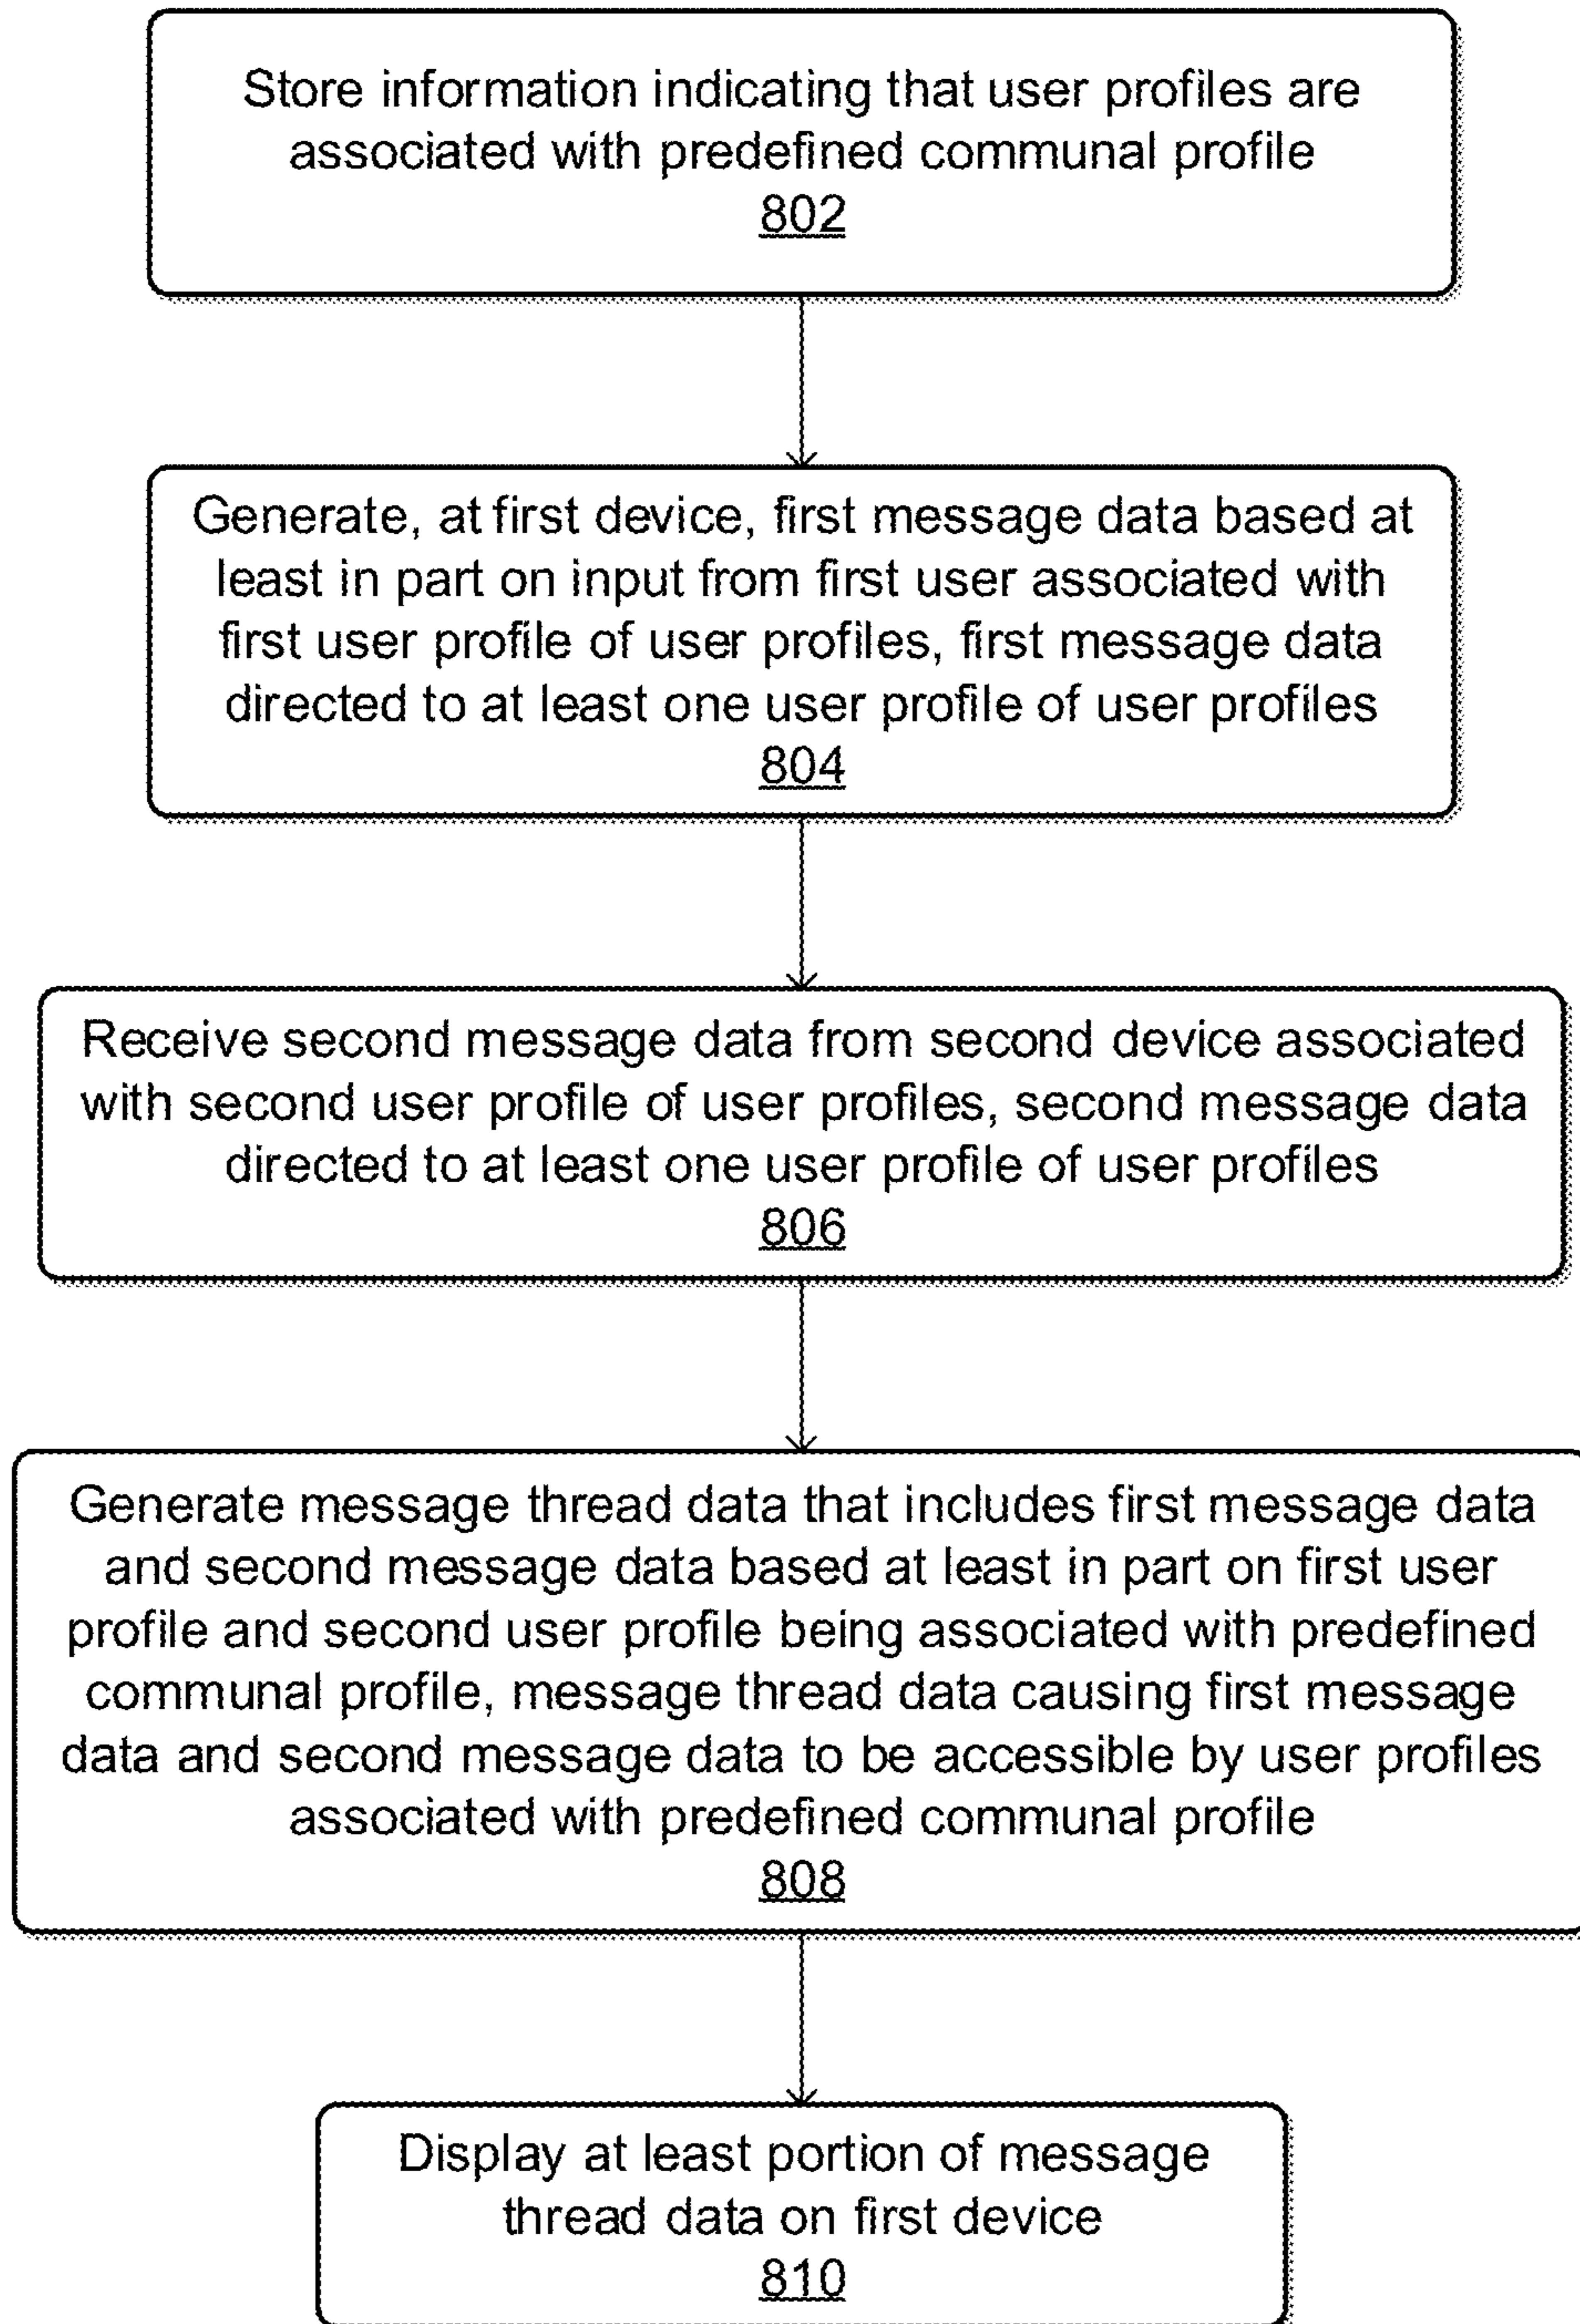 Store information indicating that user profiles are
associated with predefined communal profile
802
Generate, at first device, first message data based at
least in part on input from first user associated with
first user profile of user profiles, first message data
directed to at least one user profile of user profiles
804
Receive second message data from second device associated
with second user profile of user profiles, second message data
directed to at least one user profile of user profiles
806
Generate message thread data that includes first message data
and second message data based at least in part on first user
profile and second user profile being associated with predefined
communal profile, message thread data causing first message
data and second message data to be accessible by user profiles
associated with predefined communal profile
808
Display at least portion of message
thread data on first device
810